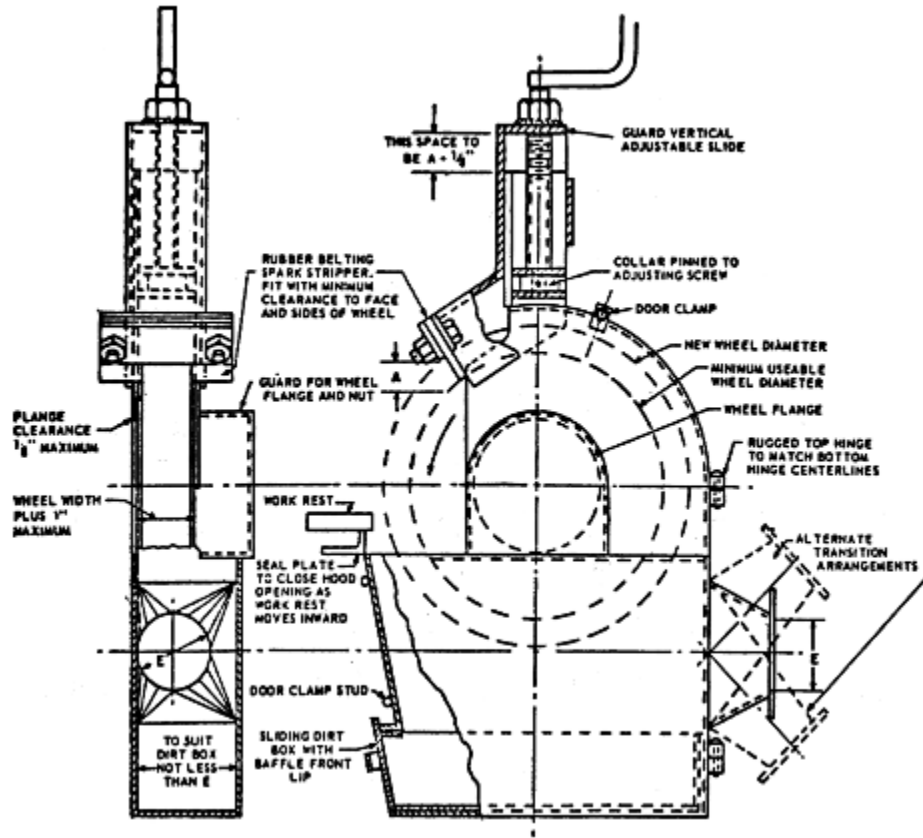 THIS SPACE TO
BE A + 1/4"
GUARD VERTICAL
ADJUSTABLE SLIDE
RUBBER BELTING
SPARK STRIPPER.
FIT WITH MINIMUM
CLEARANCE TO FACE
AND SIDES OF WHEEL
COLLAR PINNED TO
ADJUSTING SCREW
DOOR CLAMP
NEW WHEEL DIAMETER
MINIMUM USEABLE
WHEEL DIAMETER
WHEEL FLANGE
A
GUARD FOR WHEEL
FLANGE AND NUT
FLANGE
CLEARANCE
1/8" MAXIMUM
RUGGED TOP HINGE
TO MATCH BOTTOM
HINGE CENTERLINES
WHEEL WIDTH
PLUS 1"
MAXIMUM
WORK REST
SEAL PLATE
TO CLOSE HOOD
OPENING AS
WORK REST
MOVES INWARD
ALTERNATE
TRANSITION
ARRANGEMENTS
E
E
DOOR CLAMP STUD
SLIDING DIRT
BOX WITH
BAFFLE FRONT
LIP
TO SUIT
DIRT BOX
NOT LESS
THAN E